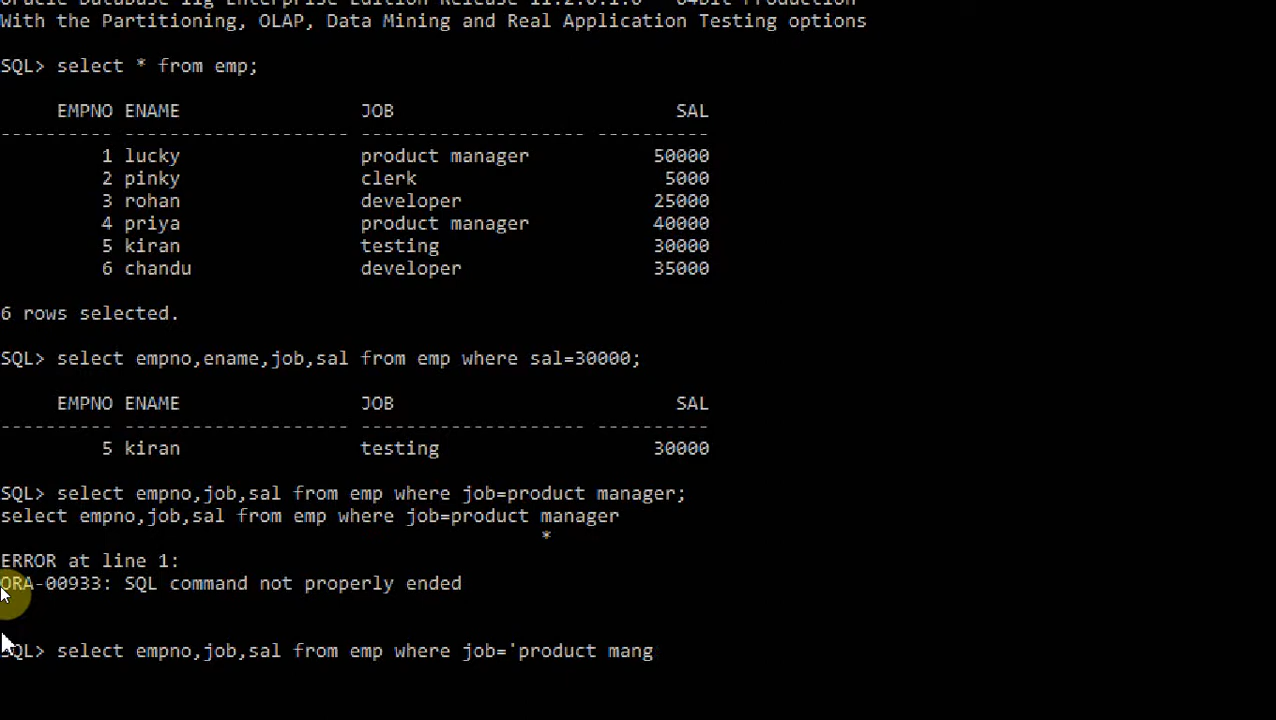 With the Partitioning, OLAP, Data Mining and Real Application Testing options
SQL> select * from emp;
EMPNO ENAME JOB SAL
---------- -------------------- -------------------- ----------
1 lucky product manager 50000
2 pinky clerk 5000
3 rohan developer 25000
4 priya product manager 40000
5 kiran testing 30000
6 chandu developer 35000
6 rows selected.
SQL> select empno,ename,job,sal from emp where sal=30000;
EMPNO ENAME JOB SAL
---------- -------------------- -------------------- ----------
5 kiran testing 30000
SQL> select empno,job,sal from emp where job=product manager;
select empno,job,sal from emp where job=product manager
*
ERROR at line 1:
ORA-00933: SQL command not properly ended
SQL> select empno,job,sal from emp where job='product mang